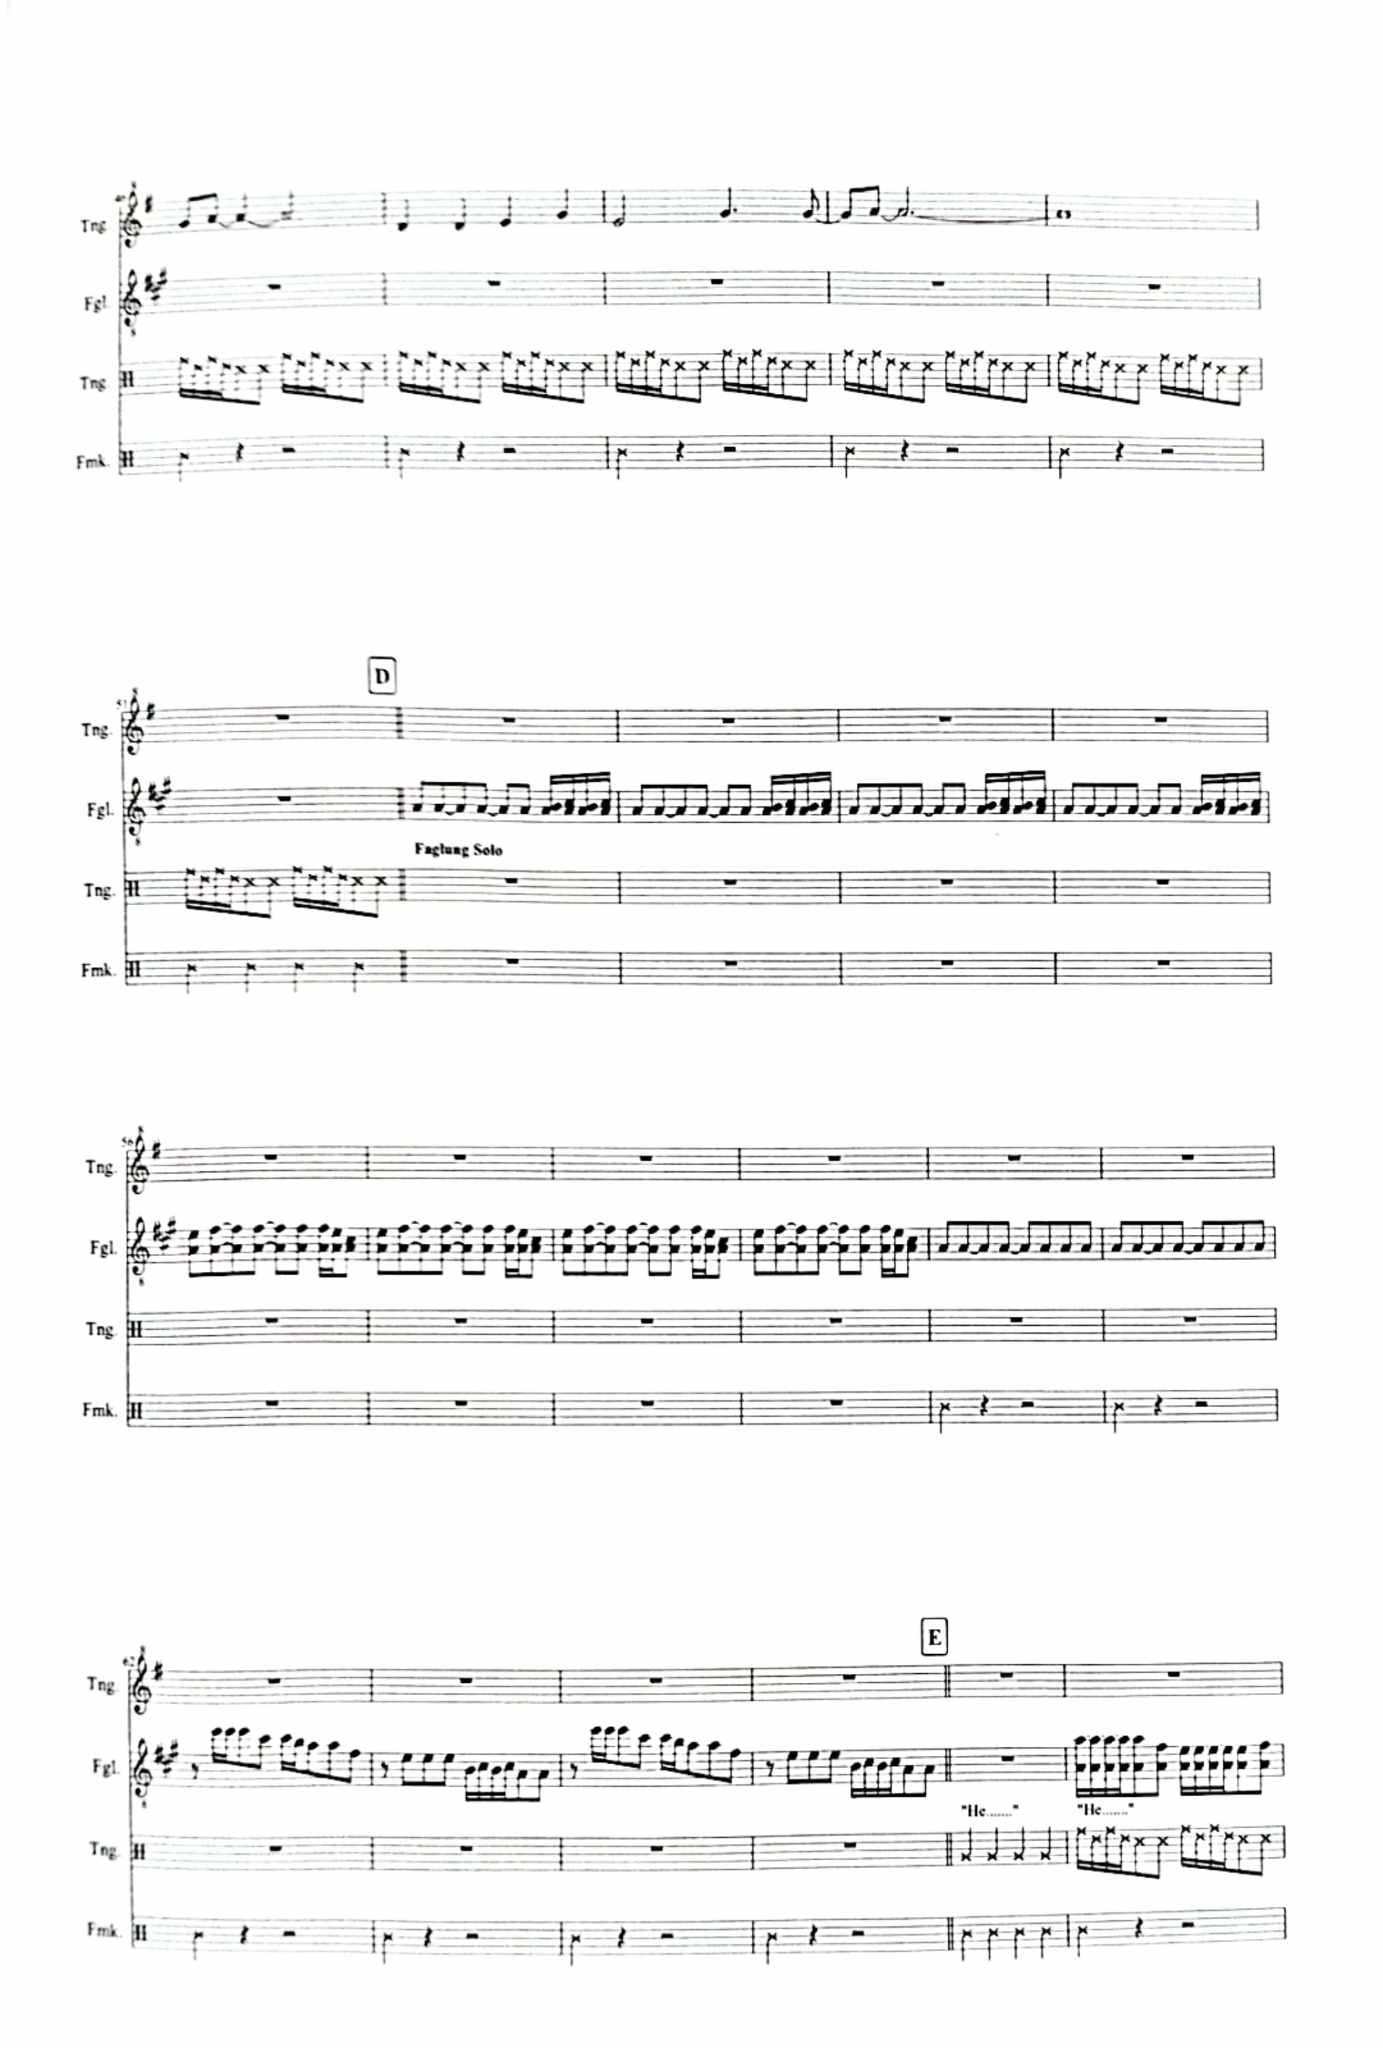 Tng.
Fgl.
Tng.
Fmk.
D
51
Tng.
Fgl.
Faglung Solo
Tng.
Fmk.
56
Tng.
Fgl.
Tng.
Fmk.
E
62
Tng.
Fgl.
"He......." "He......."
Tng.
Fmk.